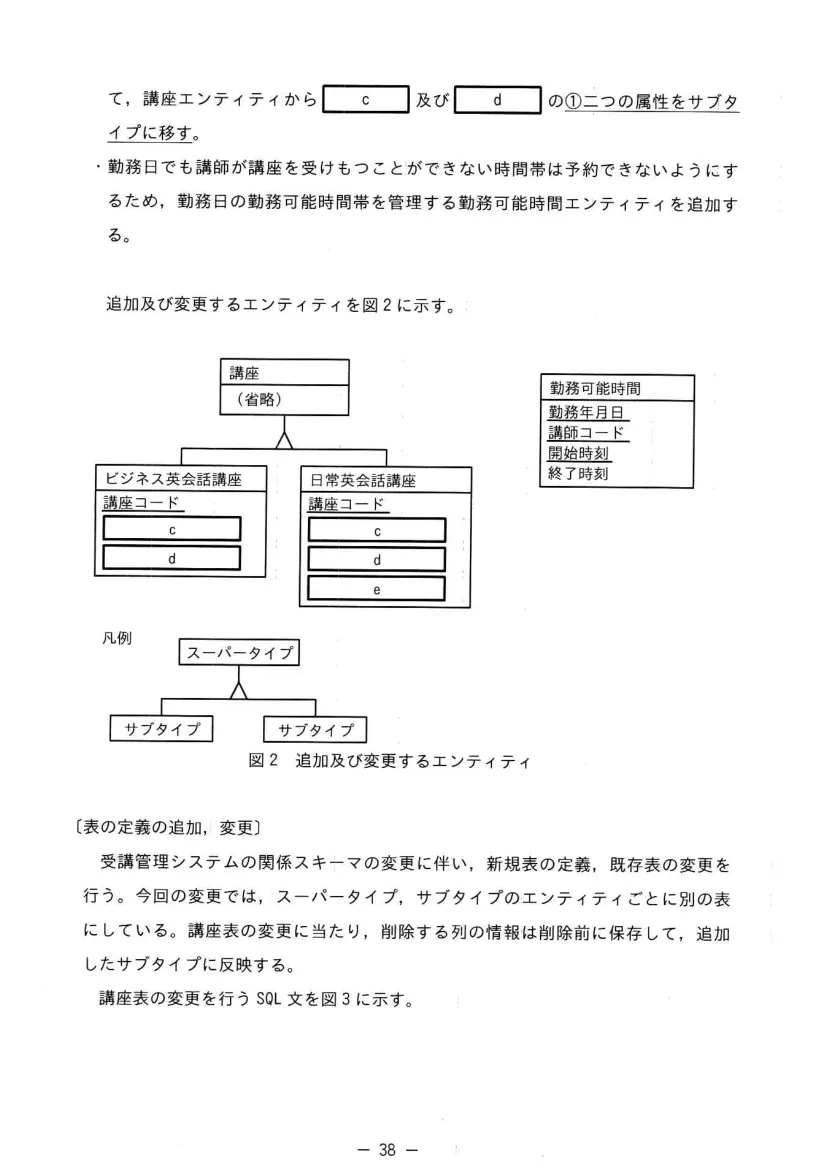 て，講座エンティティから c 及び d の①二つの属性をサブタ
イプに移す。
・勤務日でも講師が講座を受けもつことができない時間帯は予約できないようにす
るため，勤務日の勤務可能時間帯を管理する勤務可能時間エンティティを追加す
る。
追加及び変更するエンティティを図2に示す。
講座
（省略）
勤務可能時間
勤務年月日
講師コード
開始時刻
終了時刻
ビジネス英会話講座
講座コード
c
d
日常英会話講座
講座コード
c
d
e
凡例
スーパータイプ
サブタイプ
サブタイプ
図2　追加及び変更するエンティティ
〔表の定義の追加，変更〕
受講管理システムの関係スキーマの変更に伴い，新規表の定義，既存表の変更を
行う。今回の変更では，スーパータイプ，サブタイプのエンティティごとに別の表
にしている。講座表の変更に当たり，削除する列の情報は削除前に保存して，追加
したサブタイプに反映する。
講座表の変更を行う SQL 文を図3に示す。
－ 38 －